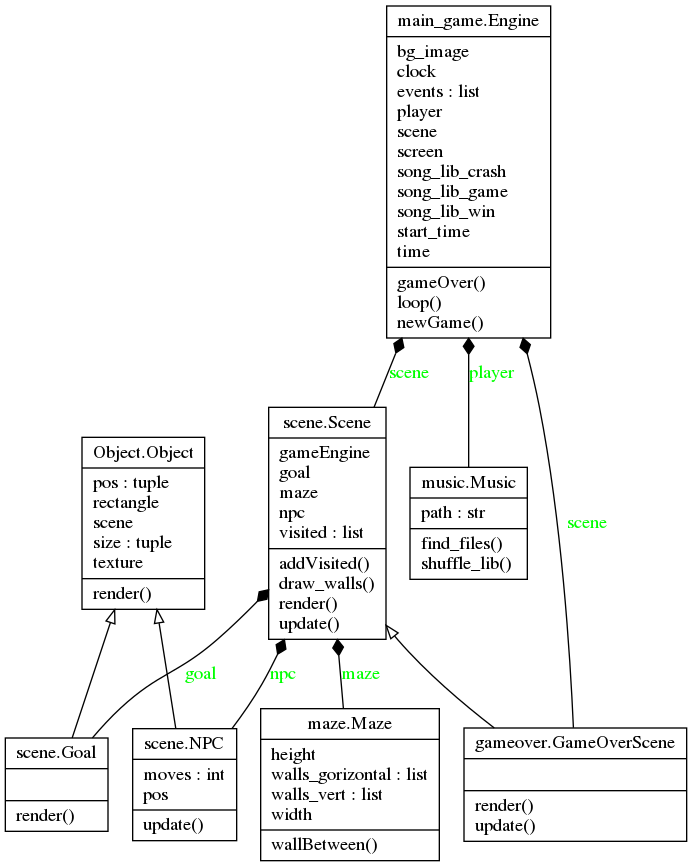 main_game.Engine
bg_image
clock
events : list
player
scene
screen
song_lib_crash
song_lib_game
song_lib_win
start_time
time
gameOver()
loop()
newGame()
scene
player
scene
scene.Scene
gameEngine
goal
maze
npc
visited : list
addVisited()
draw_walls()
render()
update()
Object.Object
pos : tuple
rectangle
scene
size : tuple
texture
render()
music.Music
path : str
find_files()
shuffle_lib()
goal
npc
maze
scene.Goal
render()
scene.NPC
moves : int
pos
update()
maze.Maze
height
walls_gorizontal : list
walls_vert : list
width
wallBetween()
gameover.GameOverScene
render()
update()